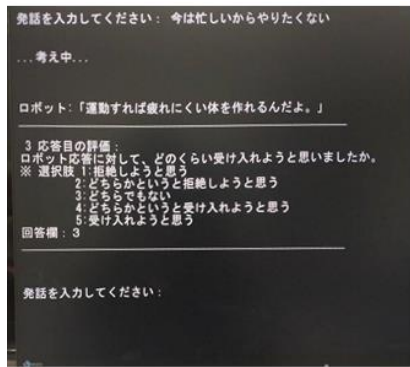 発話を入力してください： 今は忙しいからやりたくない
...考え中...
ロボット:「運動すれば疲れにくい体を作れるんだよ。」
3 応答目の評価：
ロボット応答に対して、どのくらい受け入れようと思いましたか。
※ 選択肢 1:拒絶しようと思う
2:どちらかというと拒絶しようと思う
3:どちらでもない
4:どちらかというと受け入れようと思う
5:受け入れようと思う
回答欄：3
発話を入力してください：